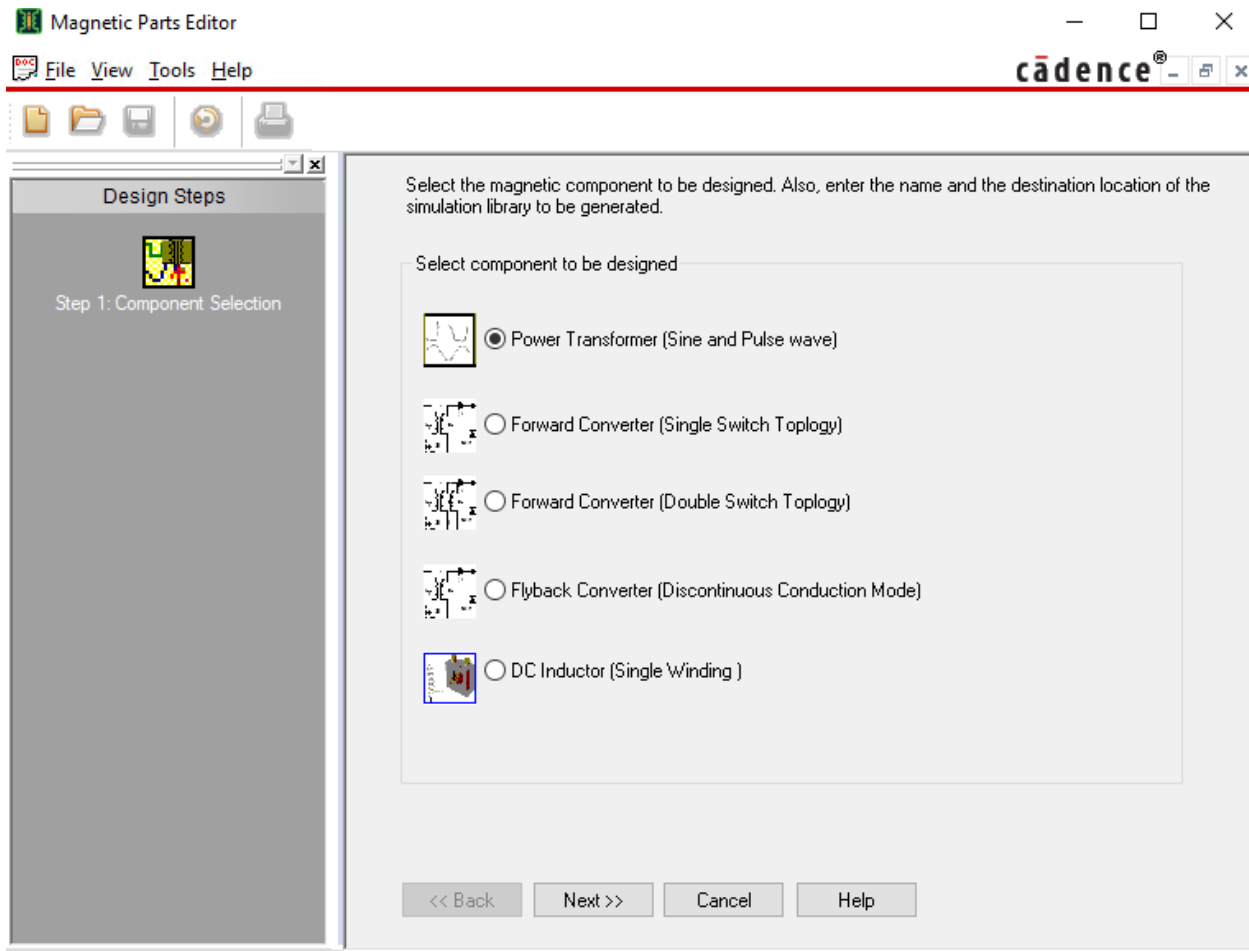 Magnetic Parts Editor
File View Tools Help
cādence®
Design Steps
Step 1: Component Selection
Select the magnetic component to be designed. Also, enter the name and the destination location of the
simulation library to be generated.
Select component to be designed
Power Transformer (Sine and Pulse wave)
Forward Converter (Single Switch Toplogy)
Forward Converter (Double Switch Toplogy)
Flyback Converter (Discontinuous Conduction Mode)
DC Inductor (Single Winding )
<< Back
Next >>
Cancel
Help